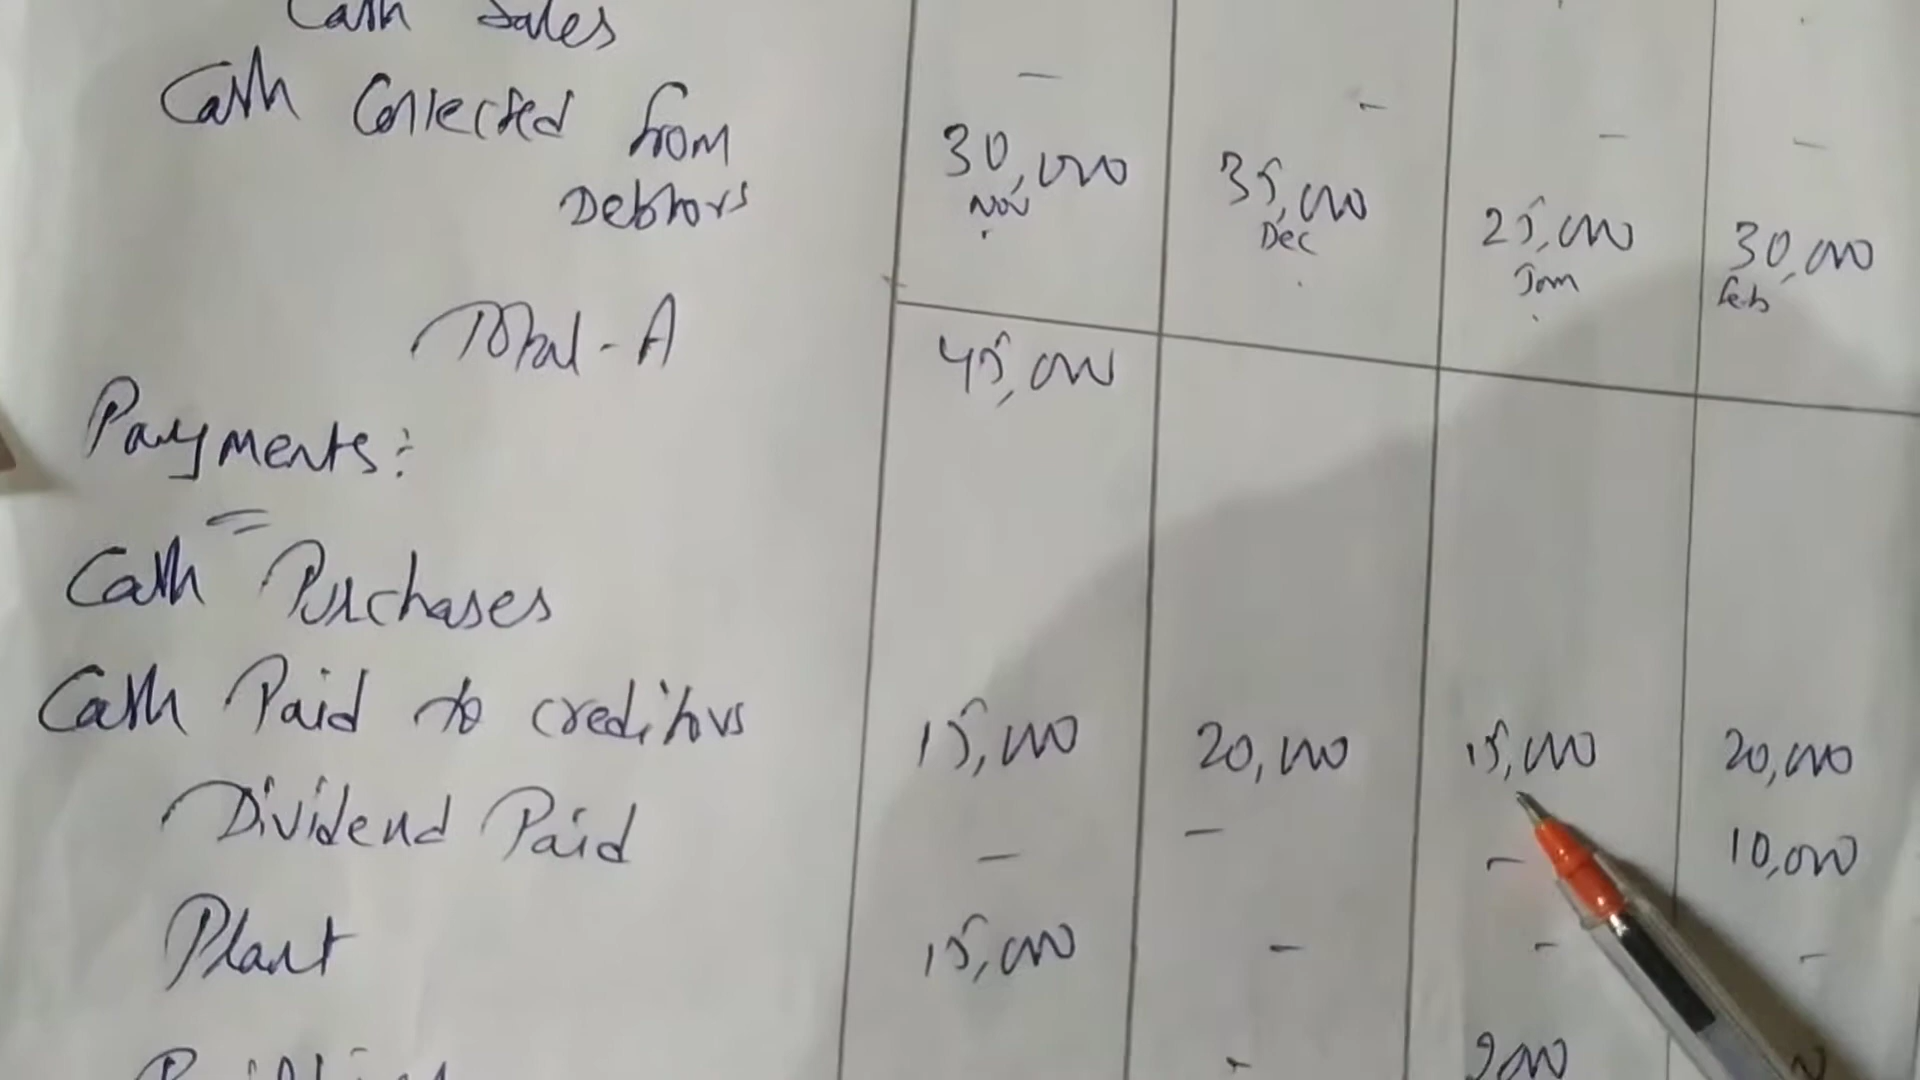 Cash Sales - - - -
Cash Collected from
Debtors 30,000 35,000 25,000 30,000
Nov Dec Jan Feb
Total - A 45,000
Payments:
Cash Purchases
Cash Paid to creditors 15,000 20,000 15,000 20,000
Dividend Paid - - - 10,000
Plant 15,000 - - -